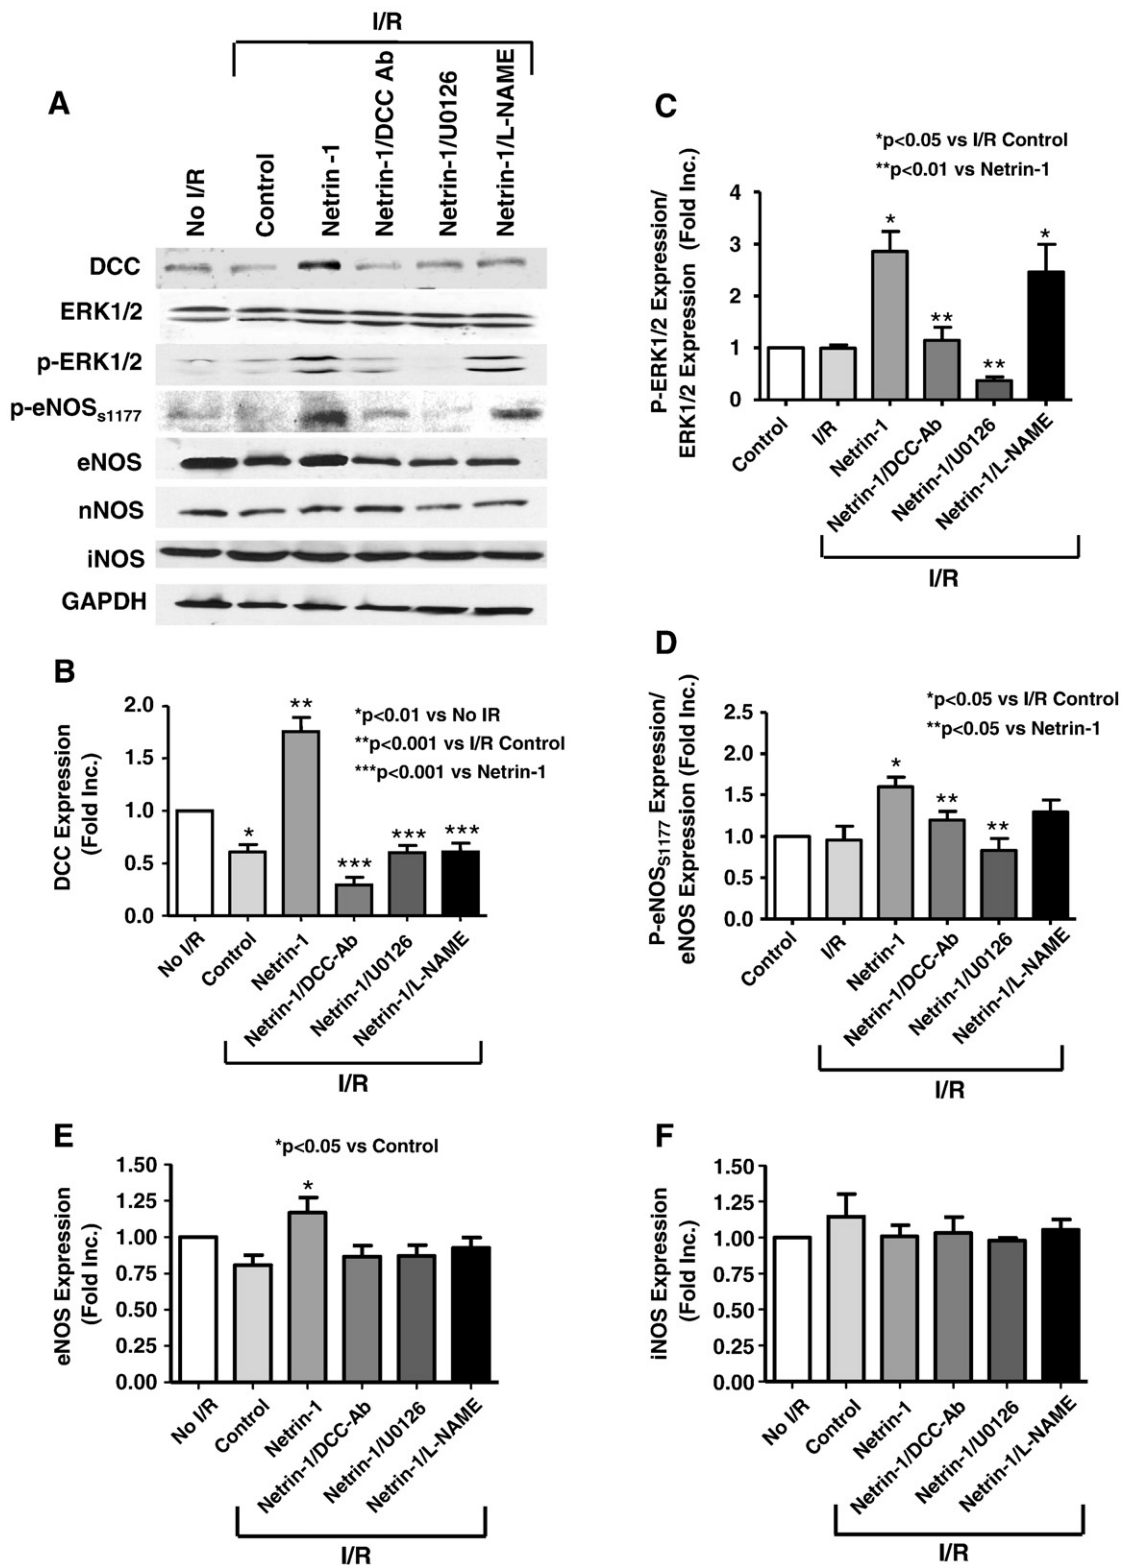 I/R
A
No I/R
Control
Netrin -1
Netrin-1/DCC Ab
Netrin-1/U0126
Netrin-1/L-NAME
DCC
ERK1/2
p-ERK1/2
p-eNOSs1177
eNOS
nNOS
iNOS
GAPDH
B
DCC Expression
(Fold Inc.)
2.0
1.5
1.0
0.5
0.0
*
**
***
***
***
*p<0.01 vs No IR
**p<0.001 vs I/R Control
***p<0.001 vs Netrin-1
No I/R
Control
Netrin-1
Netrin-1/DCC-Ab
Netrin-1/U0126
Netrin-1/L-NAME
I/R
C
*p<0.05 vs I/R Control
**p<0.01 vs Netrin-1
P-ERK1/2 Expression/
ERK1/2 Expression (Fold Inc.)
4
3
2
1
0
*
**
**
*
Control
I/R
Netrin-1
Netrin-1/DCC-Ab
Netrin-1/U0126
Netrin-1/L-NAME
I/R
D
*p<0.05 vs I/R Control
**p<0.05 vs Netrin-1
P-eNOSS1177 Expression/
eNOS Expression (Fold Inc.)
2.5
2.0
1.5
1.0
0.5
0.0
*
**
**
Control
I/R
Netrin-1
Netrin-1/DCC-Ab
Netrin-1/U0126
Netrin-1/L-NAME
I/R
E
*p<0.05 vs Control
eNOS Expression
(Fold Inc.)
1.50
1.25
1.00
0.75
0.50
0.25
0.00
*
No I/R
Control
Netrin-1
Netrin-1/DCC-Ab
Netrin-1/U0126
Netrin-1/L-NAME
I/R
F
iNOS Expression
(Fold Inc.)
1.50
1.25
1.00
0.75
0.50
0.25
0.00
No I/R
Control
Netrin-1
Netrin-1/DCC-Ab
Netrin-1/U0126
Netrin-1/L-NAME
I/R